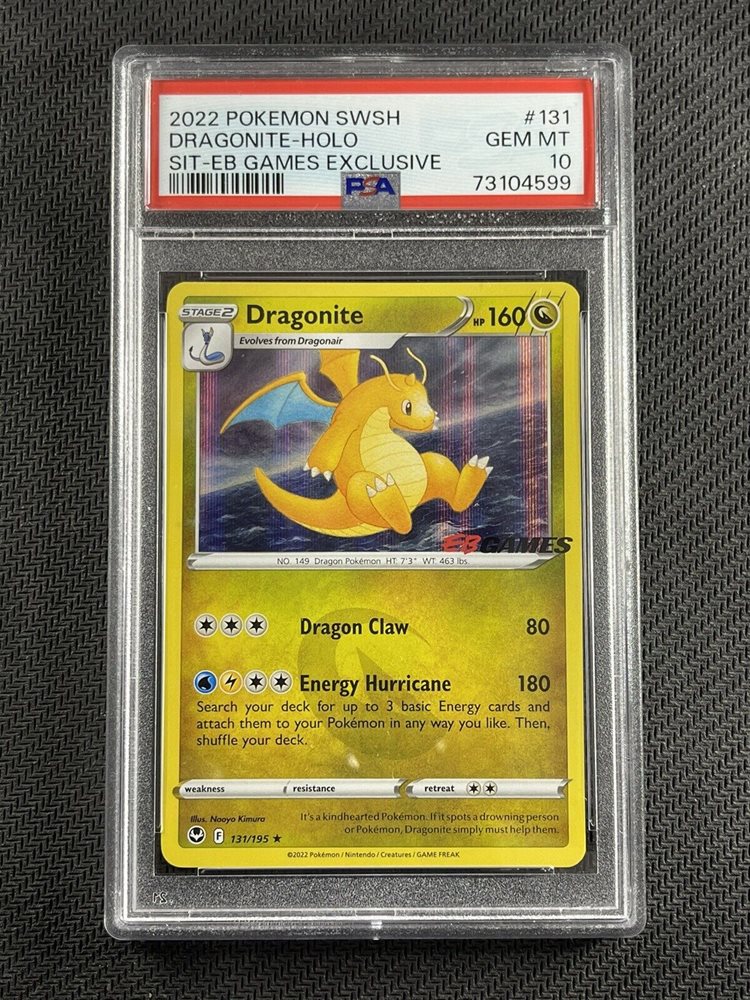 2022 POKEMON SWSH #131
DRAGONITE-HOLO GEM MT
SIT-EB GAMES EXCLUSIVE 10
PSA 73104599
STAGE 2 Dragonite HP 160
Evolves from Dragonair
EB GAMES
NO. 149 Dragon Pokémon HT: 7'3" WT: 463 lbs.
Dragon Claw 80
Energy Hurricane 180
Search your deck for up to 3 basic Energy cards and
attach them to your Pokémon in any way you like. Then,
shuffle your deck.
weakness resistance retreat
Illus. Naoyo Kimura
It's a kindhearted Pokémon. If it spots a drowning person
or Pokémon, Dragonite simply must help them.
F 131/195 ★
©2022 Pokémon / Nintendo / Creatures / GAME FREAK